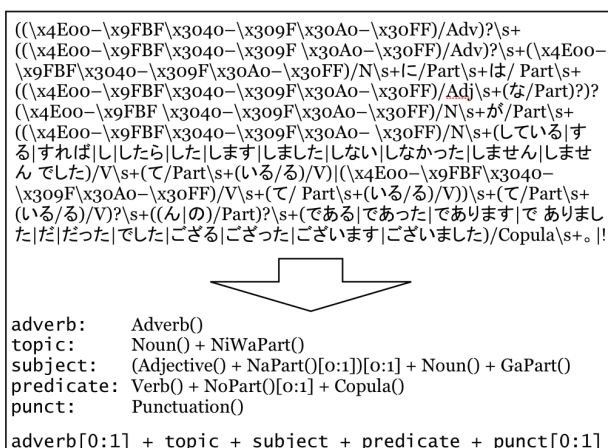 ((\x4E00–\x9FBF\x3040–\x309F\x30A0–\x30FF)/Adv)?\s+
((\x4E00–\x9FBF\x3040–\x309F \x30A0–\x30FF)/Adv)?\s+(\x4E00–
\x9FBF\x3040–\x309F\x30A0–\x30FF)/N\s+に/Part\s+は/ Part\s+
((\x4E00–\x9FBF\x3040–\x309F\x30A0–\x30FF)/Adj\s+(な/Part)?)?
(\x4E00–\x9FBF \x3040–\x309F\x30A0–\x30FF)/N\s+が/Part\s+
((\x4E00–\x9FBF\x3040–\x309F\x30A0– \x30FF)/N\s+(している|す
る|すれば|し|したら|した|します|しました|しない|しなかった|しません|しませ
ん でした)/V\s+(て/Part\s+(いる/る)/V)|(\x4E00–\x9FBF\x3040–
\x309F\x30A0–\x30FF)/V\s+(て/ Part\s+(いる/る)/V))\s+(て/Part\s+
(いる/る)/V)?\s+((ん|の)/Part)?\s+(である|であった|であります|で ありまし
た|だ|だった|でした|ござる|ござった|ございます|ございました)/Copula\s+。|!
adverb: Adverb()
topic: Noun() + NiWaPart()
subject: (Adjective() + NaPart()[0:1])[0:1] + Noun() + GaPart()
predicate: Verb() + NoPart()[0:1] + Copula()
punct: Punctuation()
adverb[0:1] + topic + subject + predicate + punct[0:1]